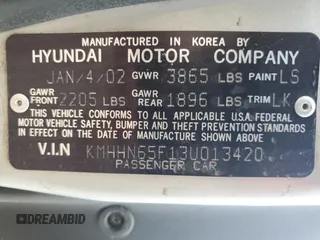 MANUFACTURED IN KOREA BY
HYUNDAI MOTOR COMPANY
JAN/4/02 GVWR 3865 LBS PAINT LS
GAWR FRONT 2205 LBS GAWR REAR 1896 LBS TRIM LK
THIS VEHICLE CONFORMS TO ALL APPLICABLE U.S.A FEDERAL
MOTOR VEHICLE SAFETY, BUMPER AND THEFT PREVENTION
STANDARDS IN EFFECT ON THE DATE OF MANUFACTURE SHOWN ABOVE.
V.I.N KMHHN65F13U013420
PASSENGER CAR
DREAMBID